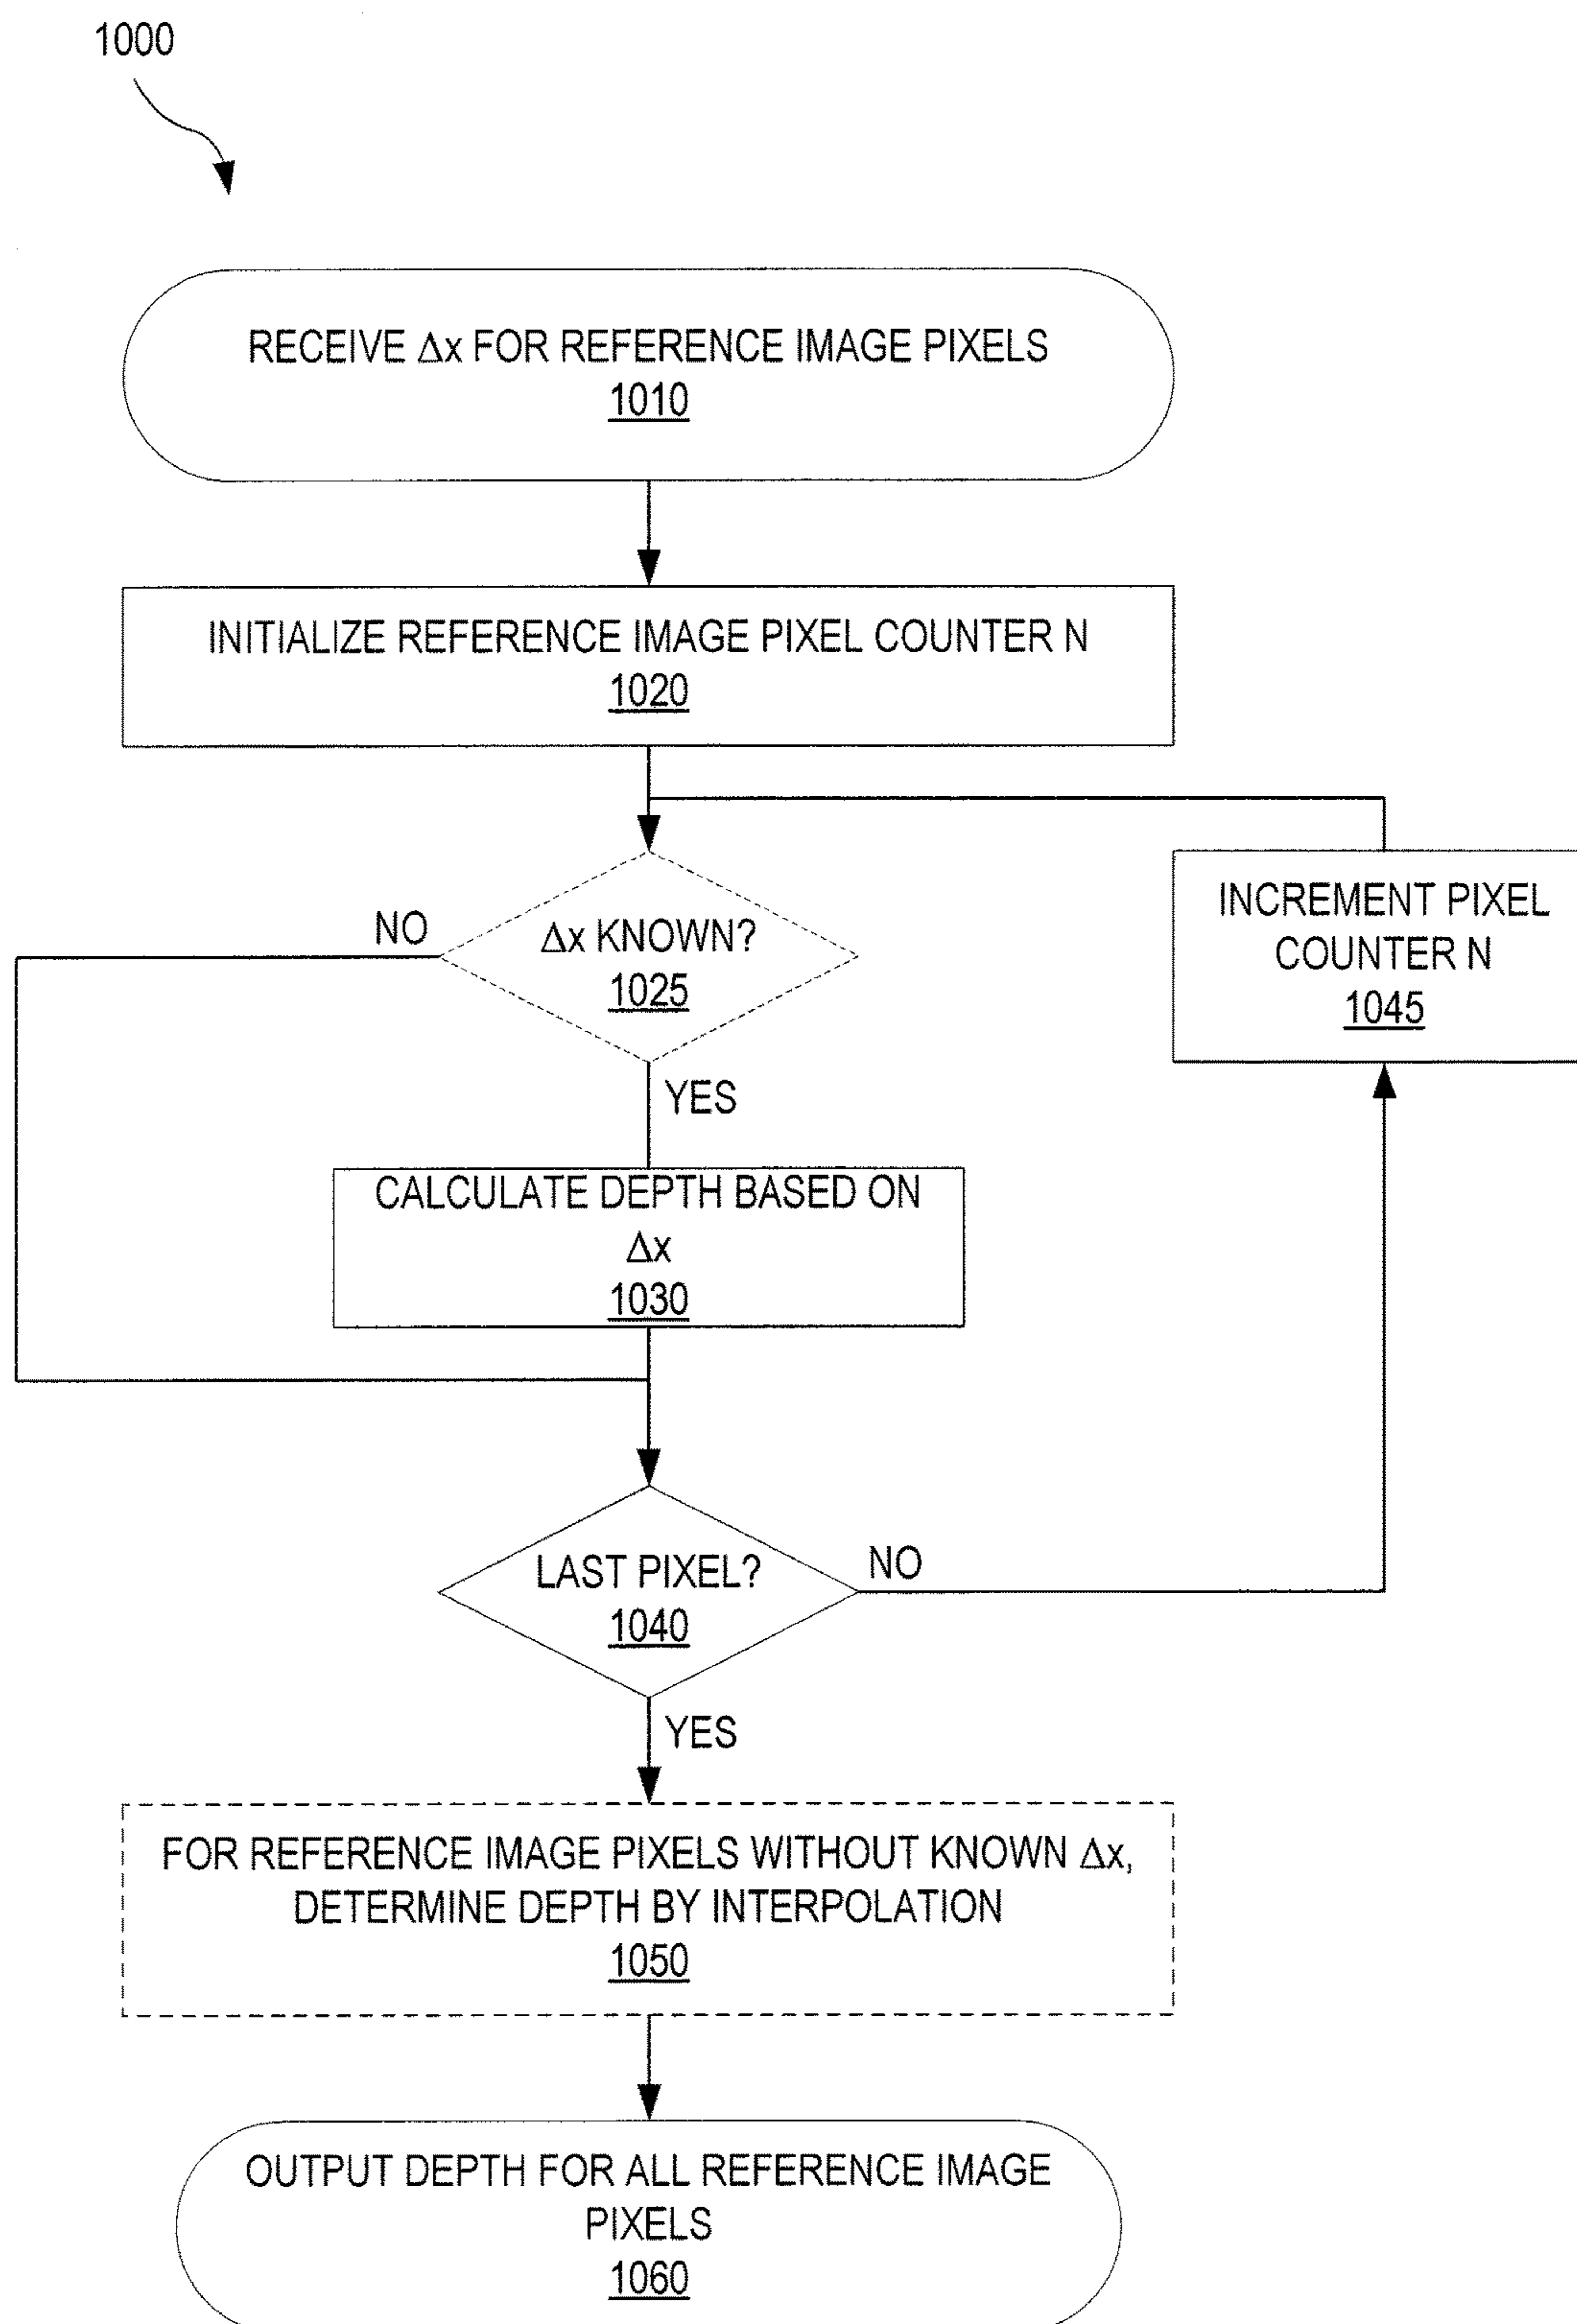 1000
RECEIVE Δx FOR REFERENCE IMAGE PIXELS
1010
INITIALIZE REFERENCE IMAGE PIXEL COUNTER N
1020
NO
Δx KNOWN?
1025
INCREMENT PIXEL
COUNTER N
1045
YES
CALCULATE DEPTH BASED ON
Δx
1030
LAST PIXEL?
1040
NO
YES
FOR REFERENCE IMAGE PIXELS WITHOUT KNOWN Δx,
DETERMINE DEPTH BY INTERPOLATION
1050
OUTPUT DEPTH FOR ALL REFERENCE IMAGE
PIXELS
1060